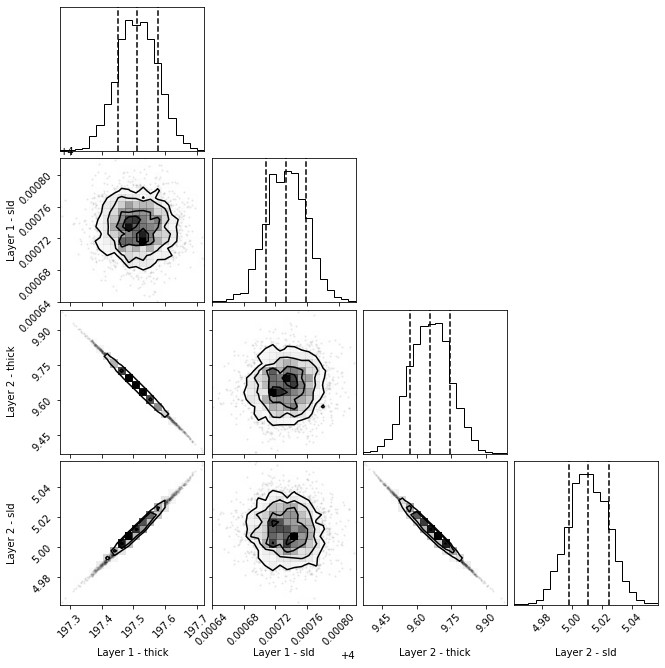 +4
Layer 1 - sld
0.00080
0.00076
0.00072
0.00068
0.00064
Layer 2 - thick
9.90
9.75
9.60
9.45
Layer 2 - sld
5.04
5.02
5.00
4.98
197.3 197.4 197.5 197.6 197.7
0.00064 0.00068 0.00072 0.00076 0.00080
9.45 9.60 9.75 9.90
4.98 5.00 5.02 5.04
Layer 1 - thick Layer 1 - sld Layer 2 - thick Layer 2 - sld
+4